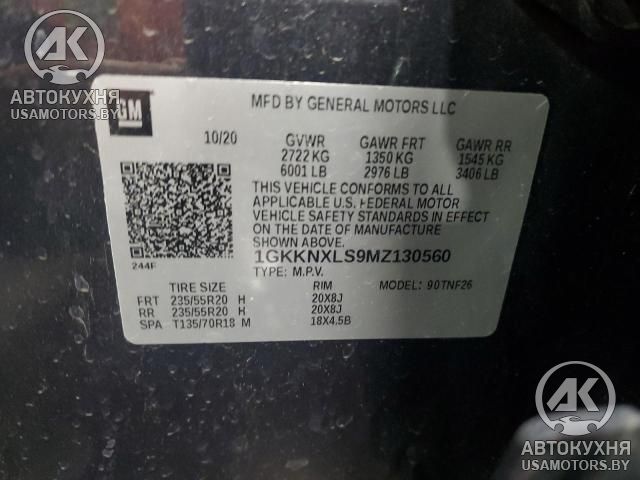 AK
АВТОКУХНЯ
USAMOTORS.BY
GM
MFD BY GENERAL MOTORS LLC
10/20 GVWR GAWR FRT GAWR RR
2722 KG 1350 KG 1545 KG
6001 LB 2976 LB 3406 LB
THIS VEHICLE CONFORMS TO ALL
APPLICABLE U.S. FEDERAL MOTOR
VEHICLE SAFETY STANDARDS IN EFFECT
ON THE DATE OF MANUFACTURE
SHOWN ABOVE.
244F 1GKKNXLS9MZ130560
TYPE: M.P.V. MODEL: 90TNF26
TIRE SIZE RIM
FRT 235/55R20 H 20X8J
RR 235/55R20 H 20X8J
SPA T135/70R18 M 18X4.5B
AK
АВТОКУХНЯ
USAMOTORS.BY